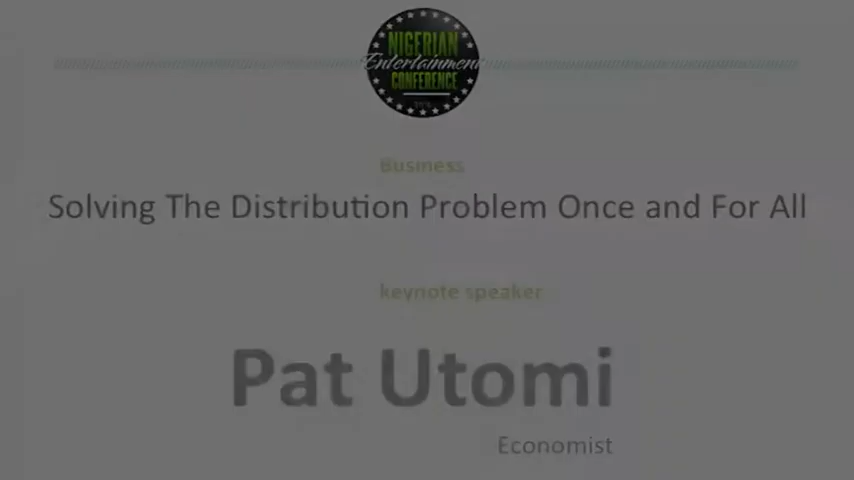 NIGERIAN
Entertainment
CONFERENCE
Business
Solving The Distribution Problem Once and For All
keynote speaker
Pat Utomi
Economist